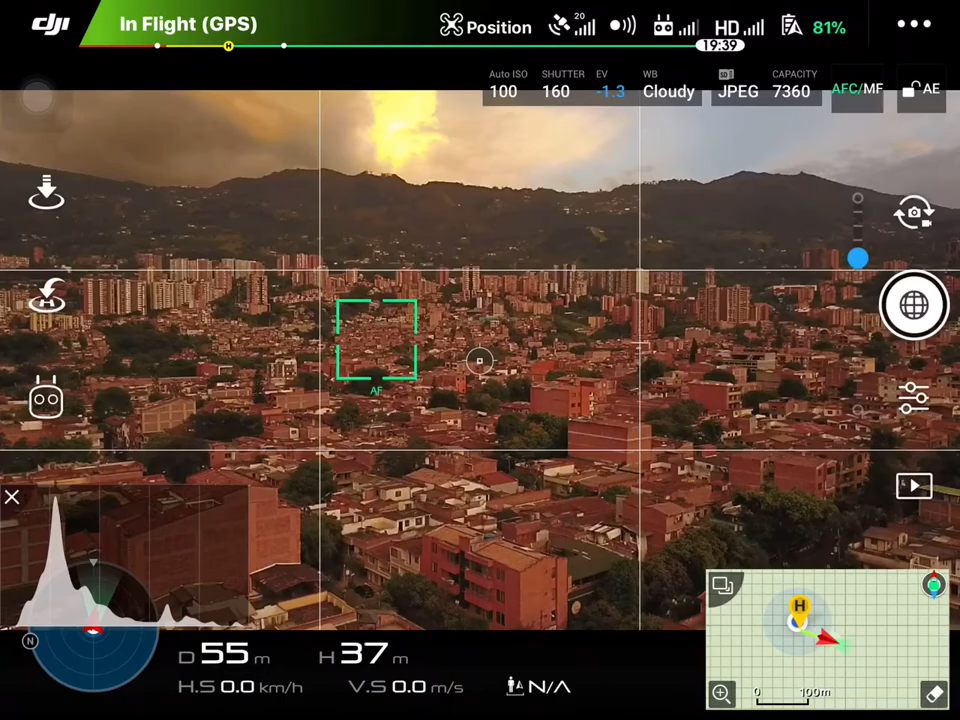 dji In Flight (GPS) Position 20 HD 81%
H 19:39
Auto ISO SHUTTER EV WB SD CAPACITY
100 160 -1.3 Cloudy JPEG 7360 AFC/MF AE
AF
N
D 55 m H 37 m
H.S 0.0 km/h V.S 0.0 m/s N/A
H
0 100m